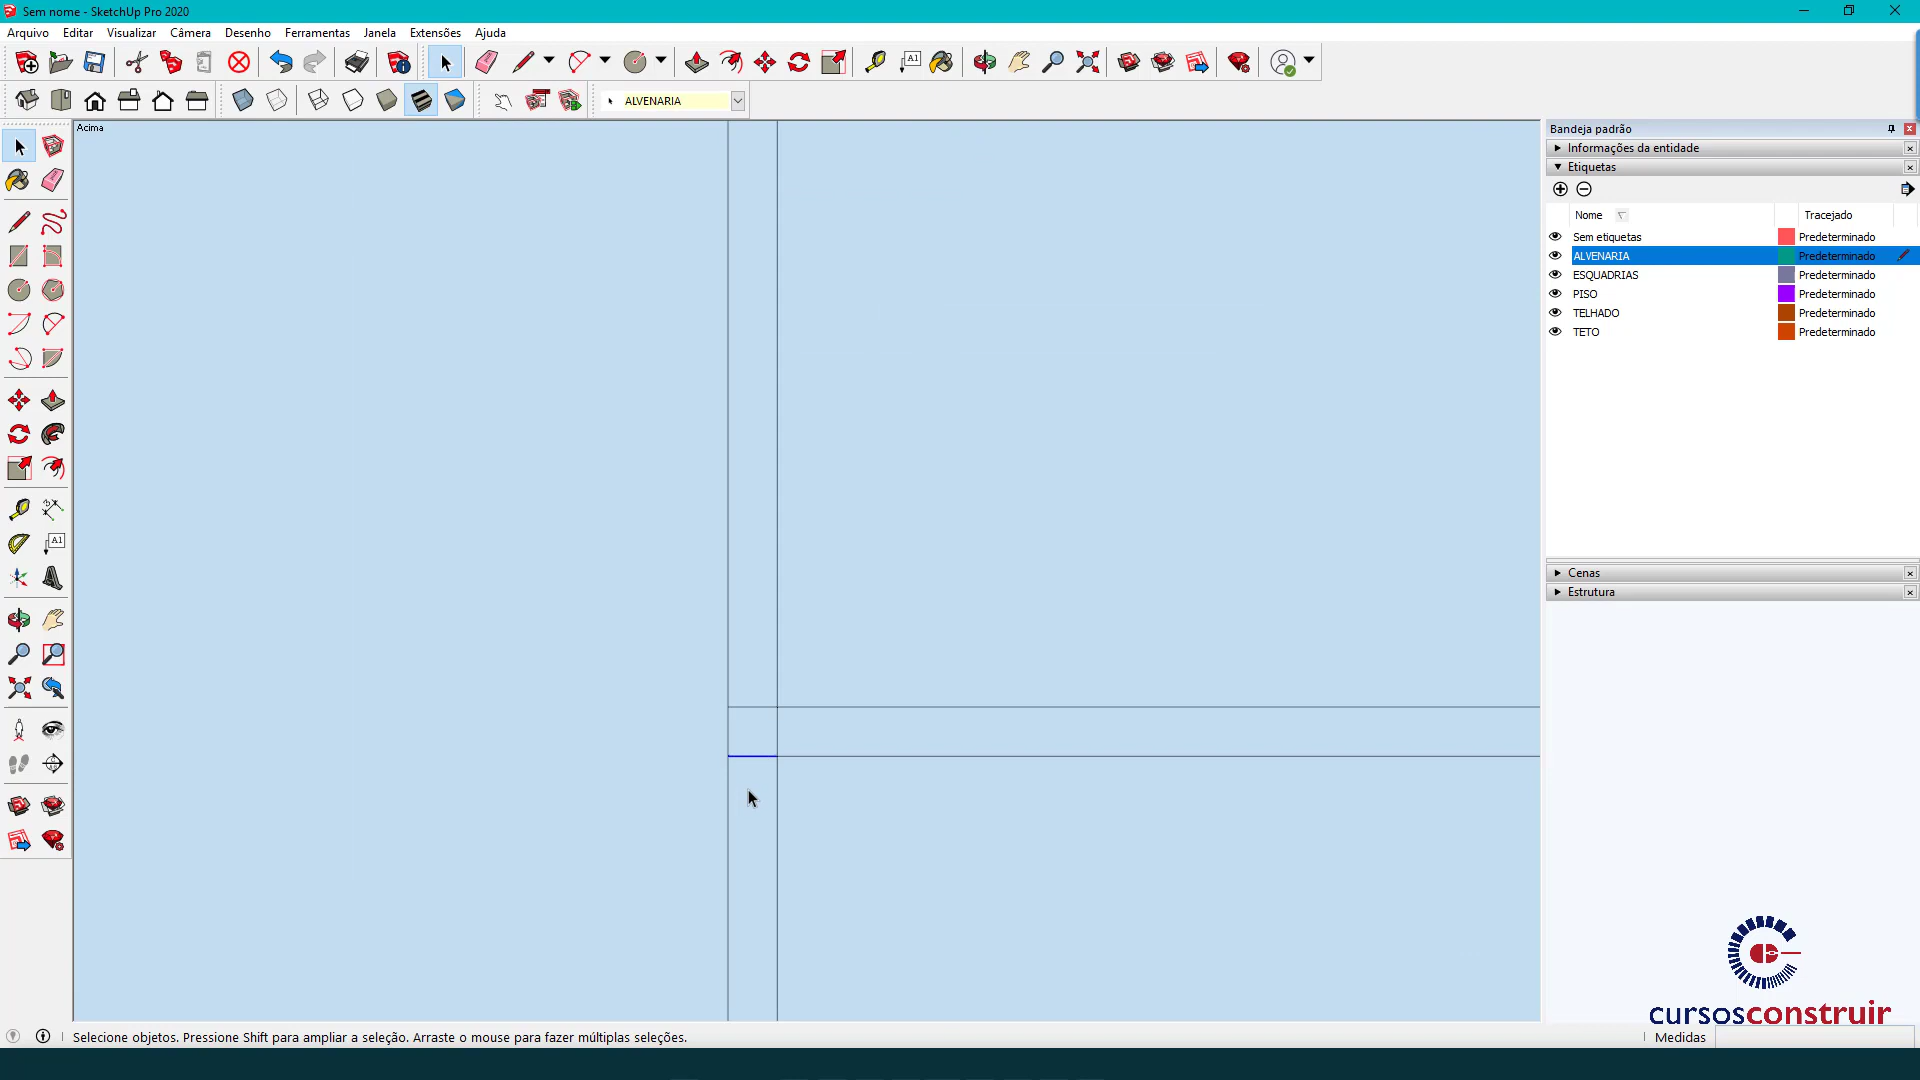 Sem nome - SketchUp Pro 2020
Arquivo Editar Visualizar Câmera Desenho Ferramentas Janela Extensões Ajuda
A1
ALVENARIA
Acima
Bandeja padrão
Informações da entidade
Etiquetas
Nome Tracejado
Sem etiquetas Predeterminado
ALVENARIA Predeterminado
ESQUADRIAS Predeterminado
PISO Predeterminado
TELHADO Predeterminado
TETO Predeterminado
A1
Cenas
Estrutura
cursosconstruir
Selecione objetos. Pressione Shift para ampliar a seleção. Arraste o mouse para fazer múltiplas seleções.
Medidas